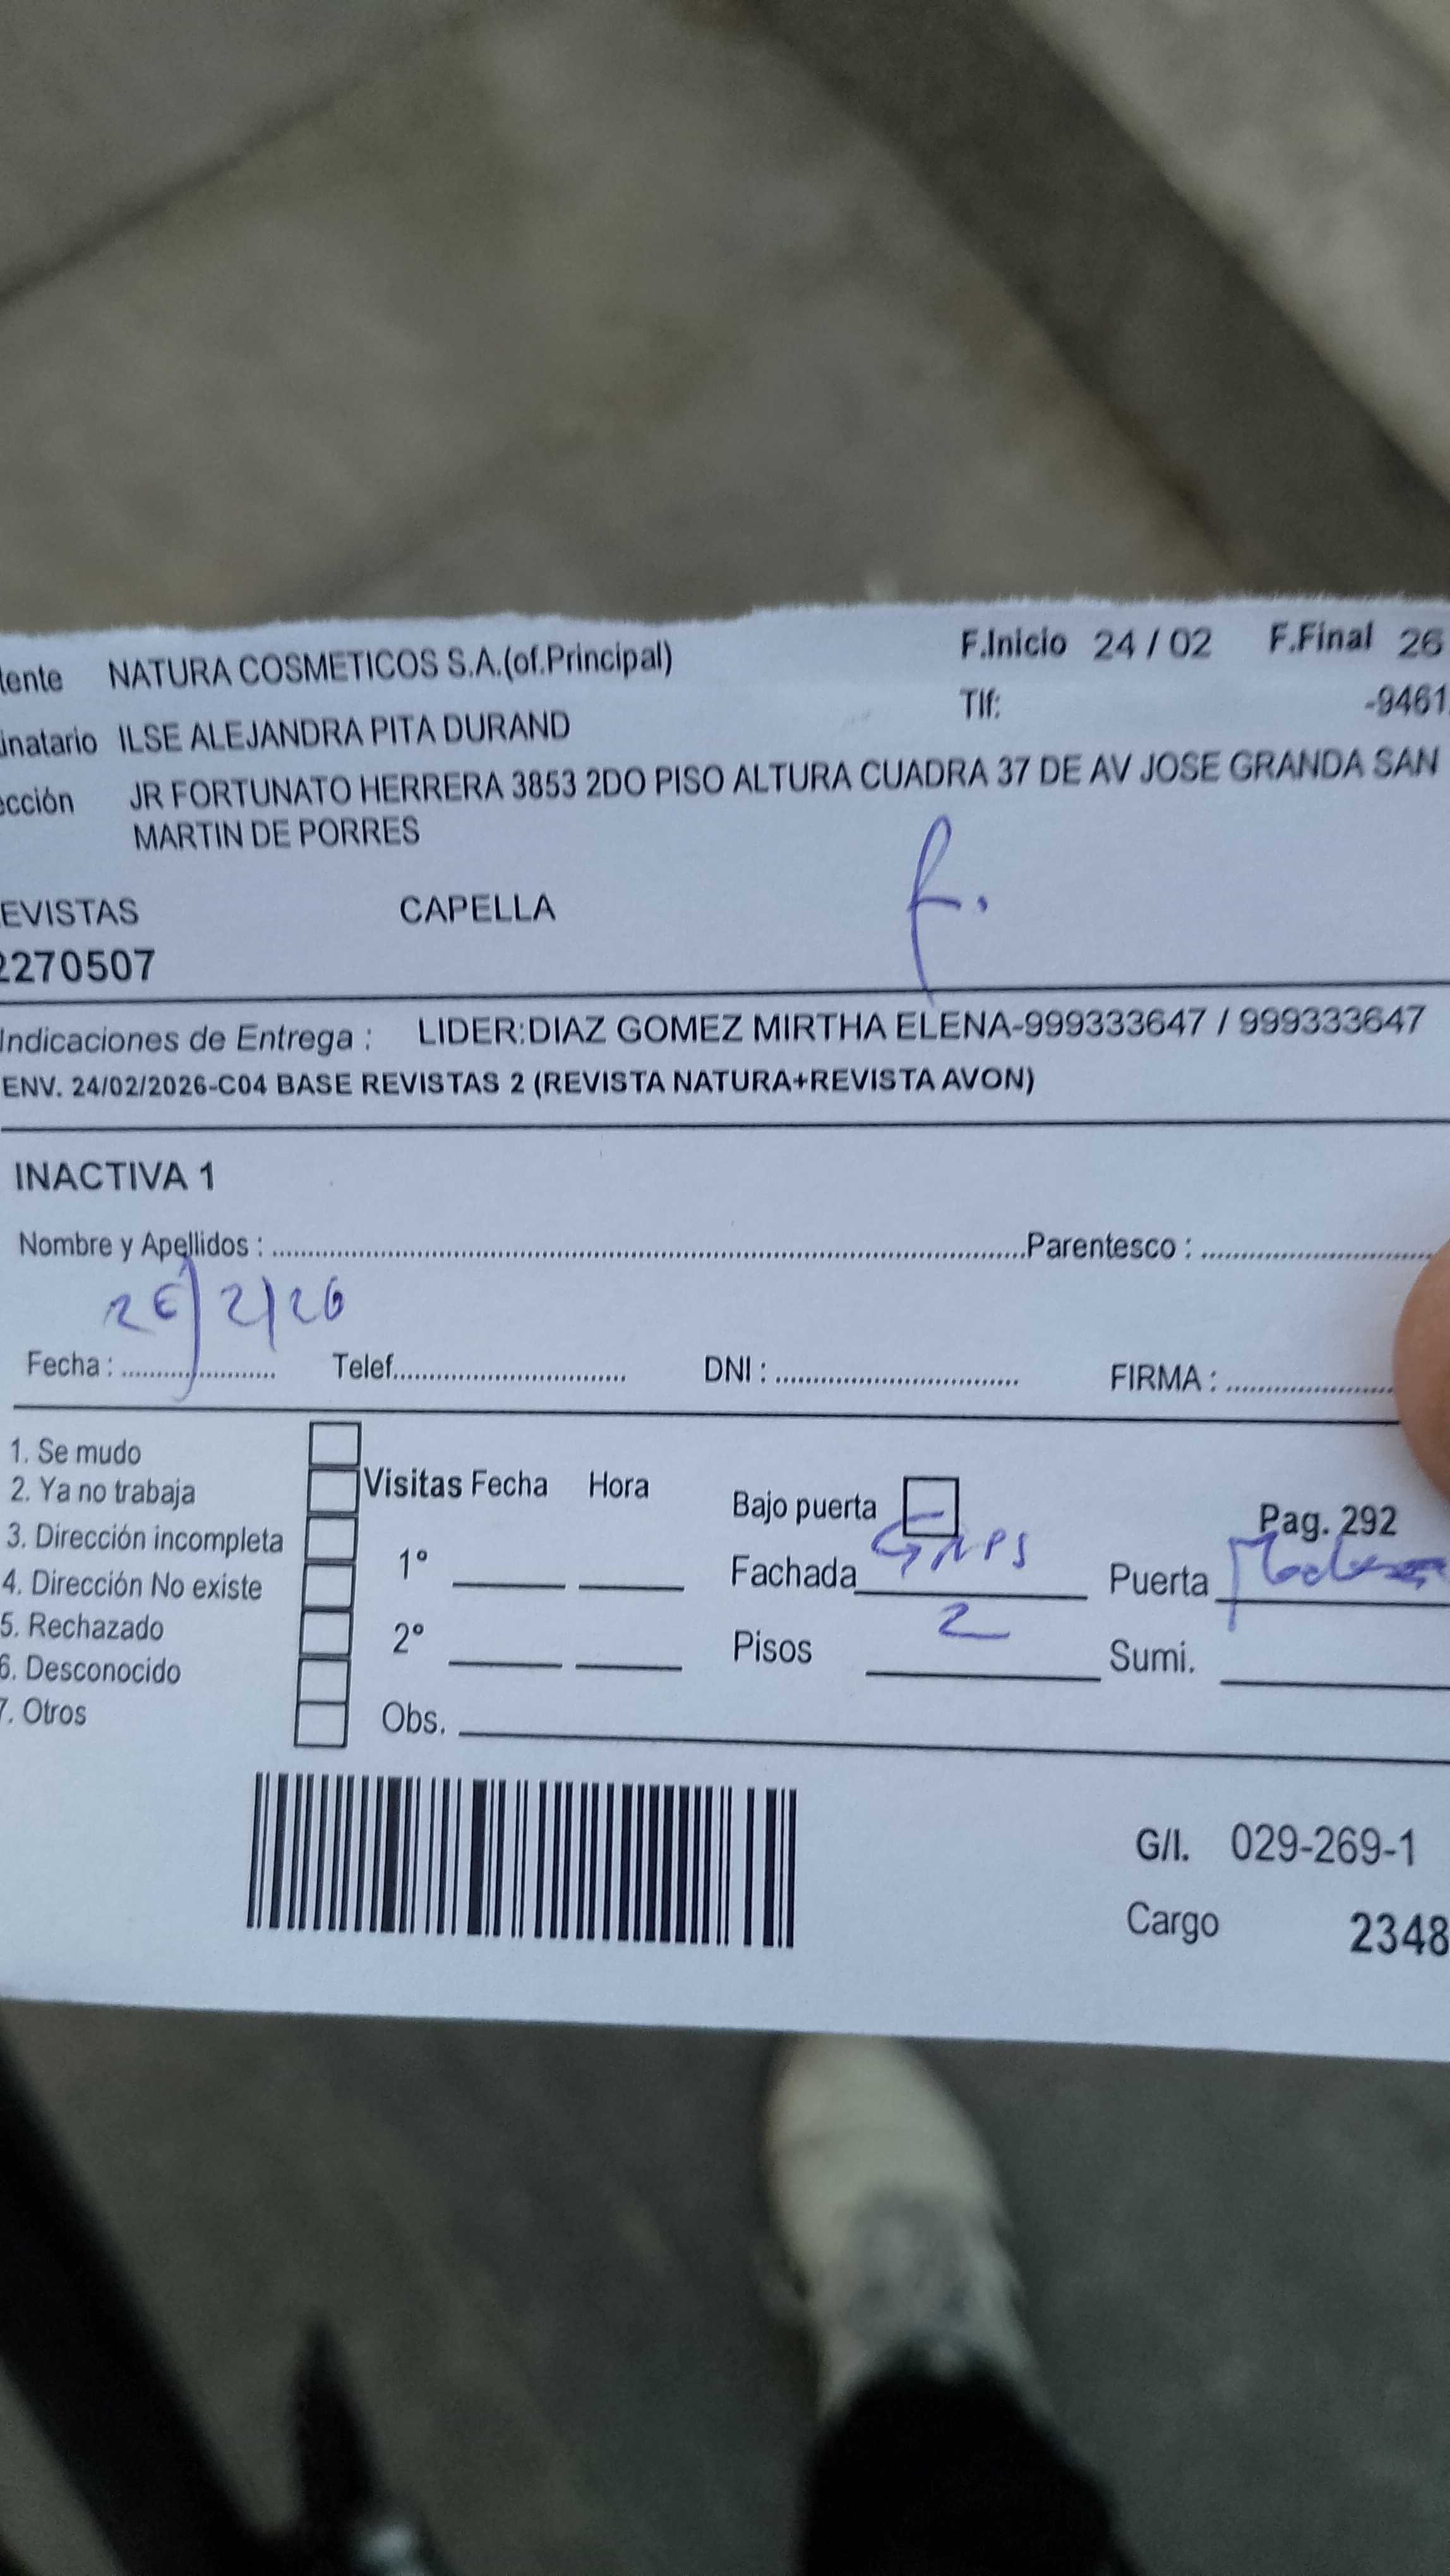 iente NATURA COSMETICOS S.A.(of.Principal) F.Inicio 24 / 02 F.Final 26
inatario ILSE ALEJANDRA PITA DURAND Tlf: -9461
ección JR FORTUNATO HERRERA 3853 2DO PISO ALTURA CUADRA 37 DE AV JOSE GRANDA SAN
MARTIN DE PORRES
f.
EVISTAS CAPELLA
2270507
Indicaciones de Entrega : LIDER:DIAZ GOMEZ MIRTHA ELENA-999333647 / 999333647
ENV. 24/02/2026-C04 BASE REVISTAS 2 (REVISTA NATURA+REVISTA AVON)
INACTIVA 1
Nombre y Apellidos : Parentesco :
26/2/26
Fecha : Telef. DNI : FIRMA :
1. Se mudo
2. Ya no trabaja Visitas Fecha Hora Bajo puerta Pag. 292
3. Dirección incompleta
4. Dirección No existe 1° Fachada Puerta
5. Rechazado 2° Pisos 2 Sumi.
6. Desconocido
7. Otros Obs.
G/I. 029-269-1
Cargo 2348